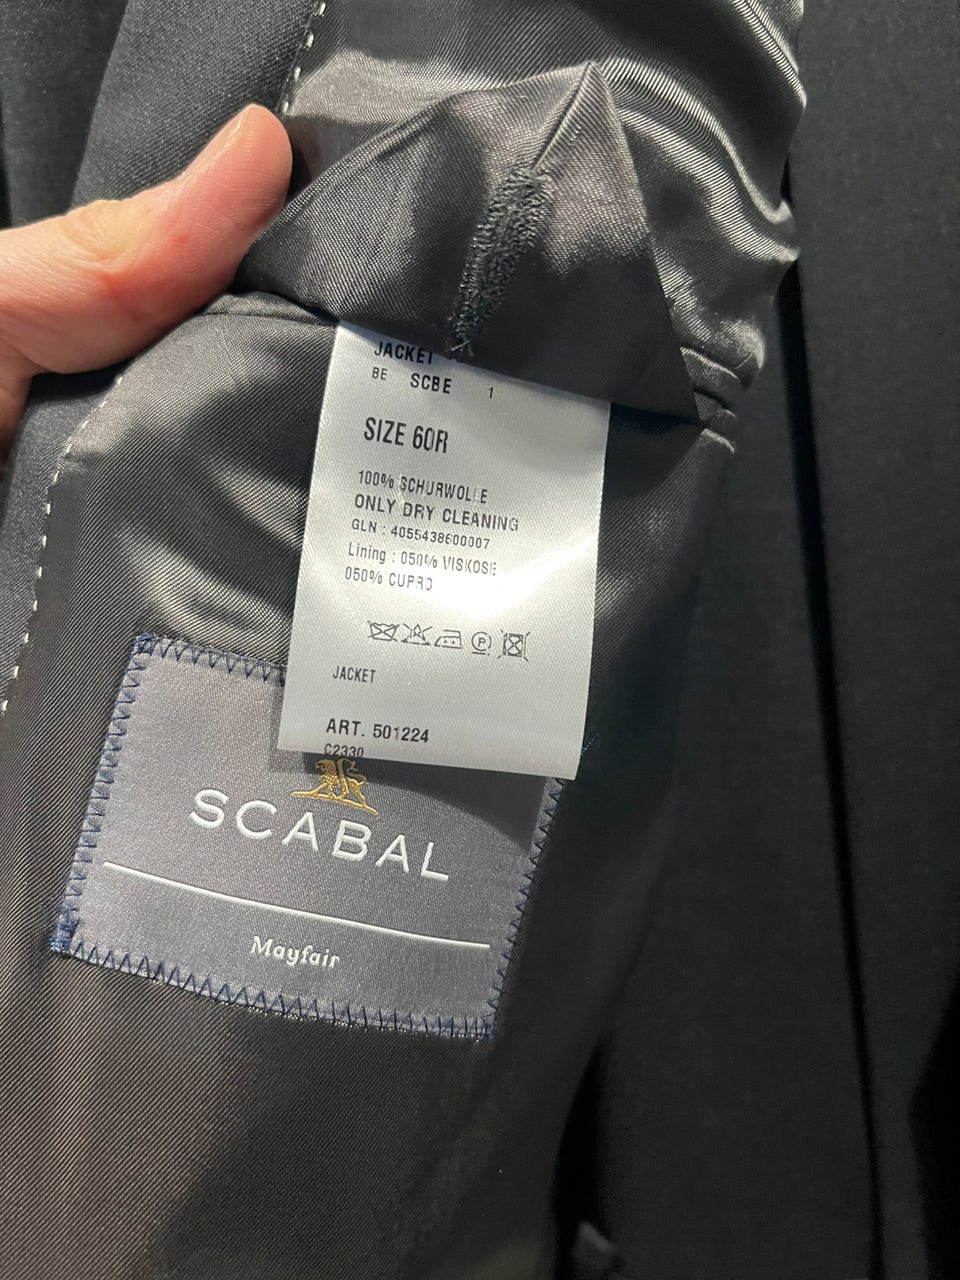 JACKET
BE SCBE 1
SIZE 60R
100% SCHURWOLLE
ONLY DRY CLEANING
GLN : 4055438600007
Lining : 050% VISKOSE
050% CUPRO
P
JACKET
ART. 501224
C2330
SCABAL
Mayfair